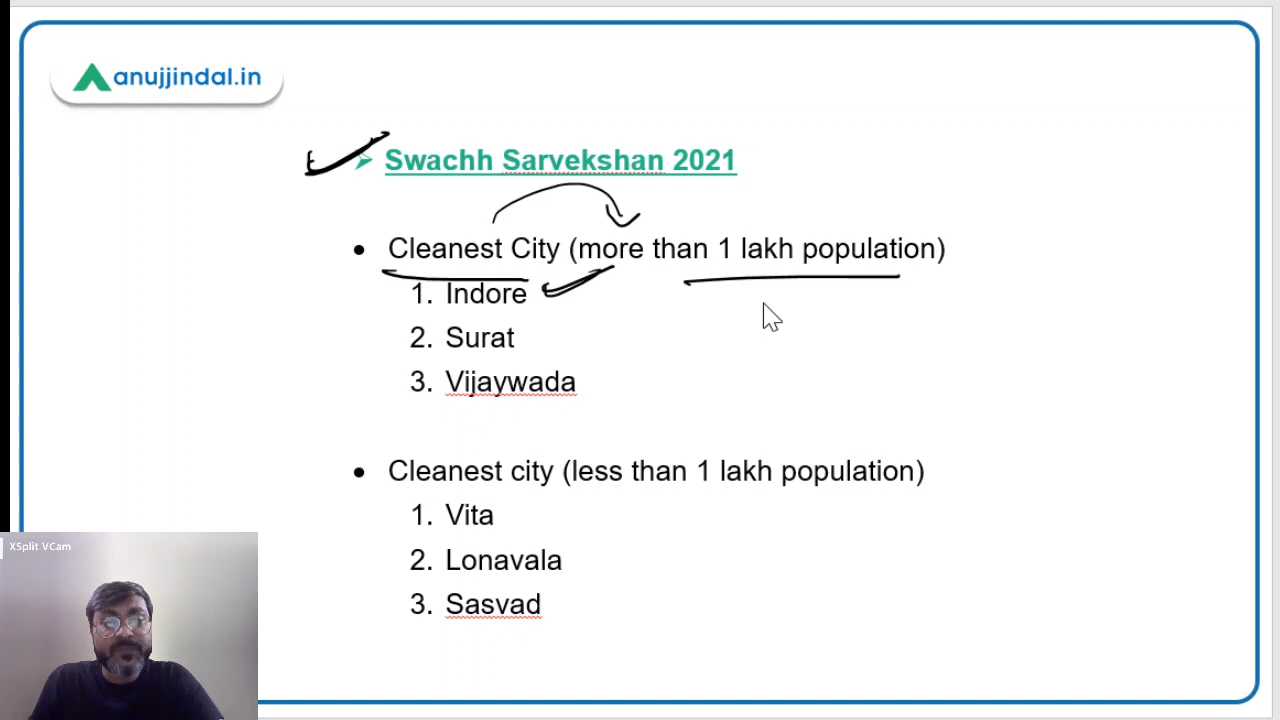 anujjindal.in
➢ Swachh Sarvekshan 2021
• Cleanest City (more than 1 lakh population)
1. Indore
2. Surat
3. Vijaywada
• Cleanest city (less than 1 lakh population)
1. Vita
2. Lonavala
3. Sasvad
XSplit VCam